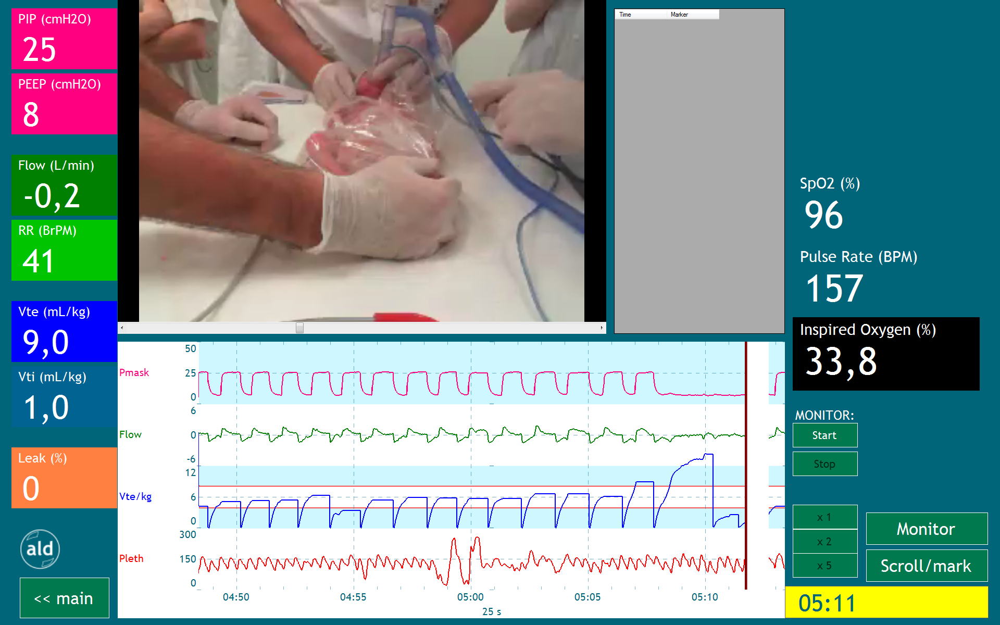 PIP (cmH2O)
25
PEEP (cmH2O)
8
Flow (L/min)
-0,2
RR (BrPM)
41
Vte (mL/kg)
9,0
Vti (mL/kg)
1,0
Leak (%)
0
ald
<< main
Time Marker
50
Pmask
25
0
6
Flow
0
-6
12
Vte/kg
6
0
300
Pleth
150
0
04:50 04:55 05:00 05:05 05:10
25 s
SpO2 (%)
96
Pulse Rate (BPM)
157
Inspired Oxygen (%)
33,8
MONITOR:
Start
Stop
x 1
x 2
x 5
Monitor
Scroll/mark
05:11